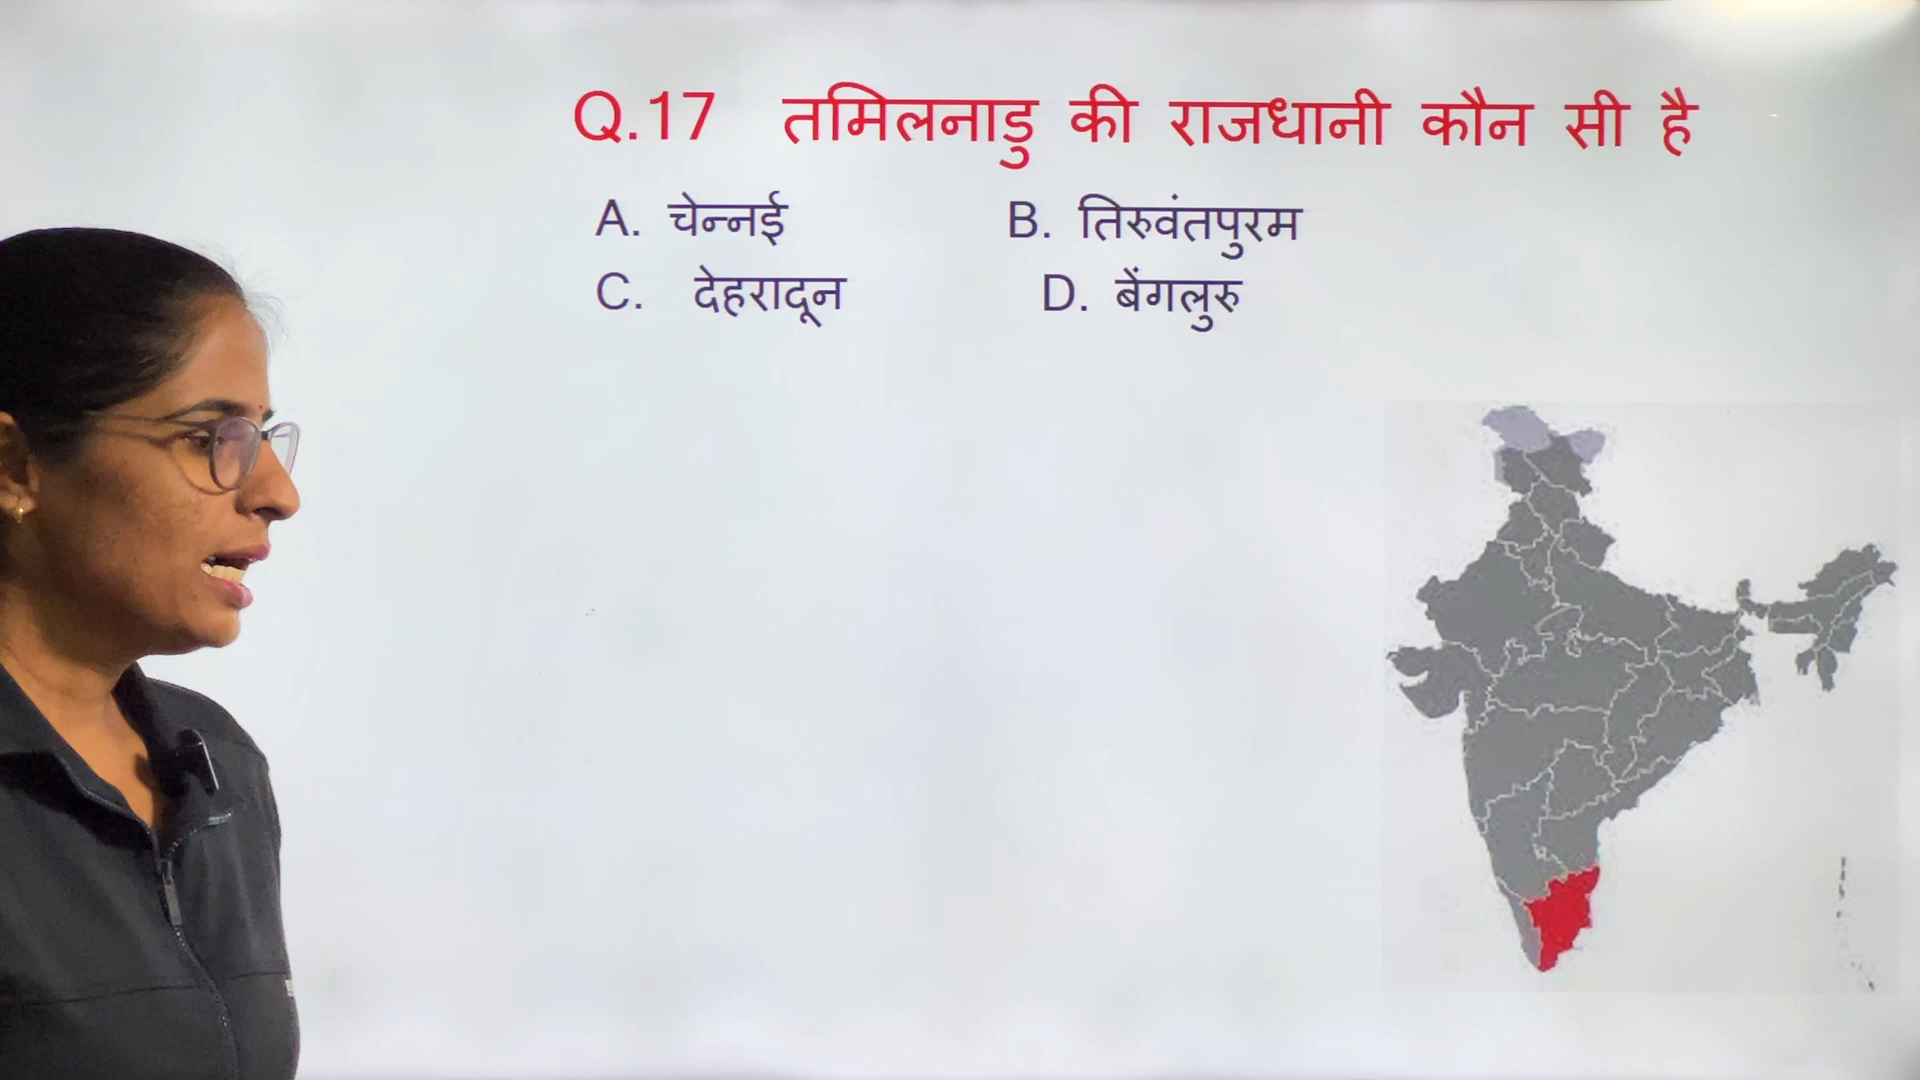 Q.17 तमिलनाडु की राजधानी कौन सी है
A. चेन्नई B. तिरुवंतपुरम
C. देहरादून D. बेंगलुरु